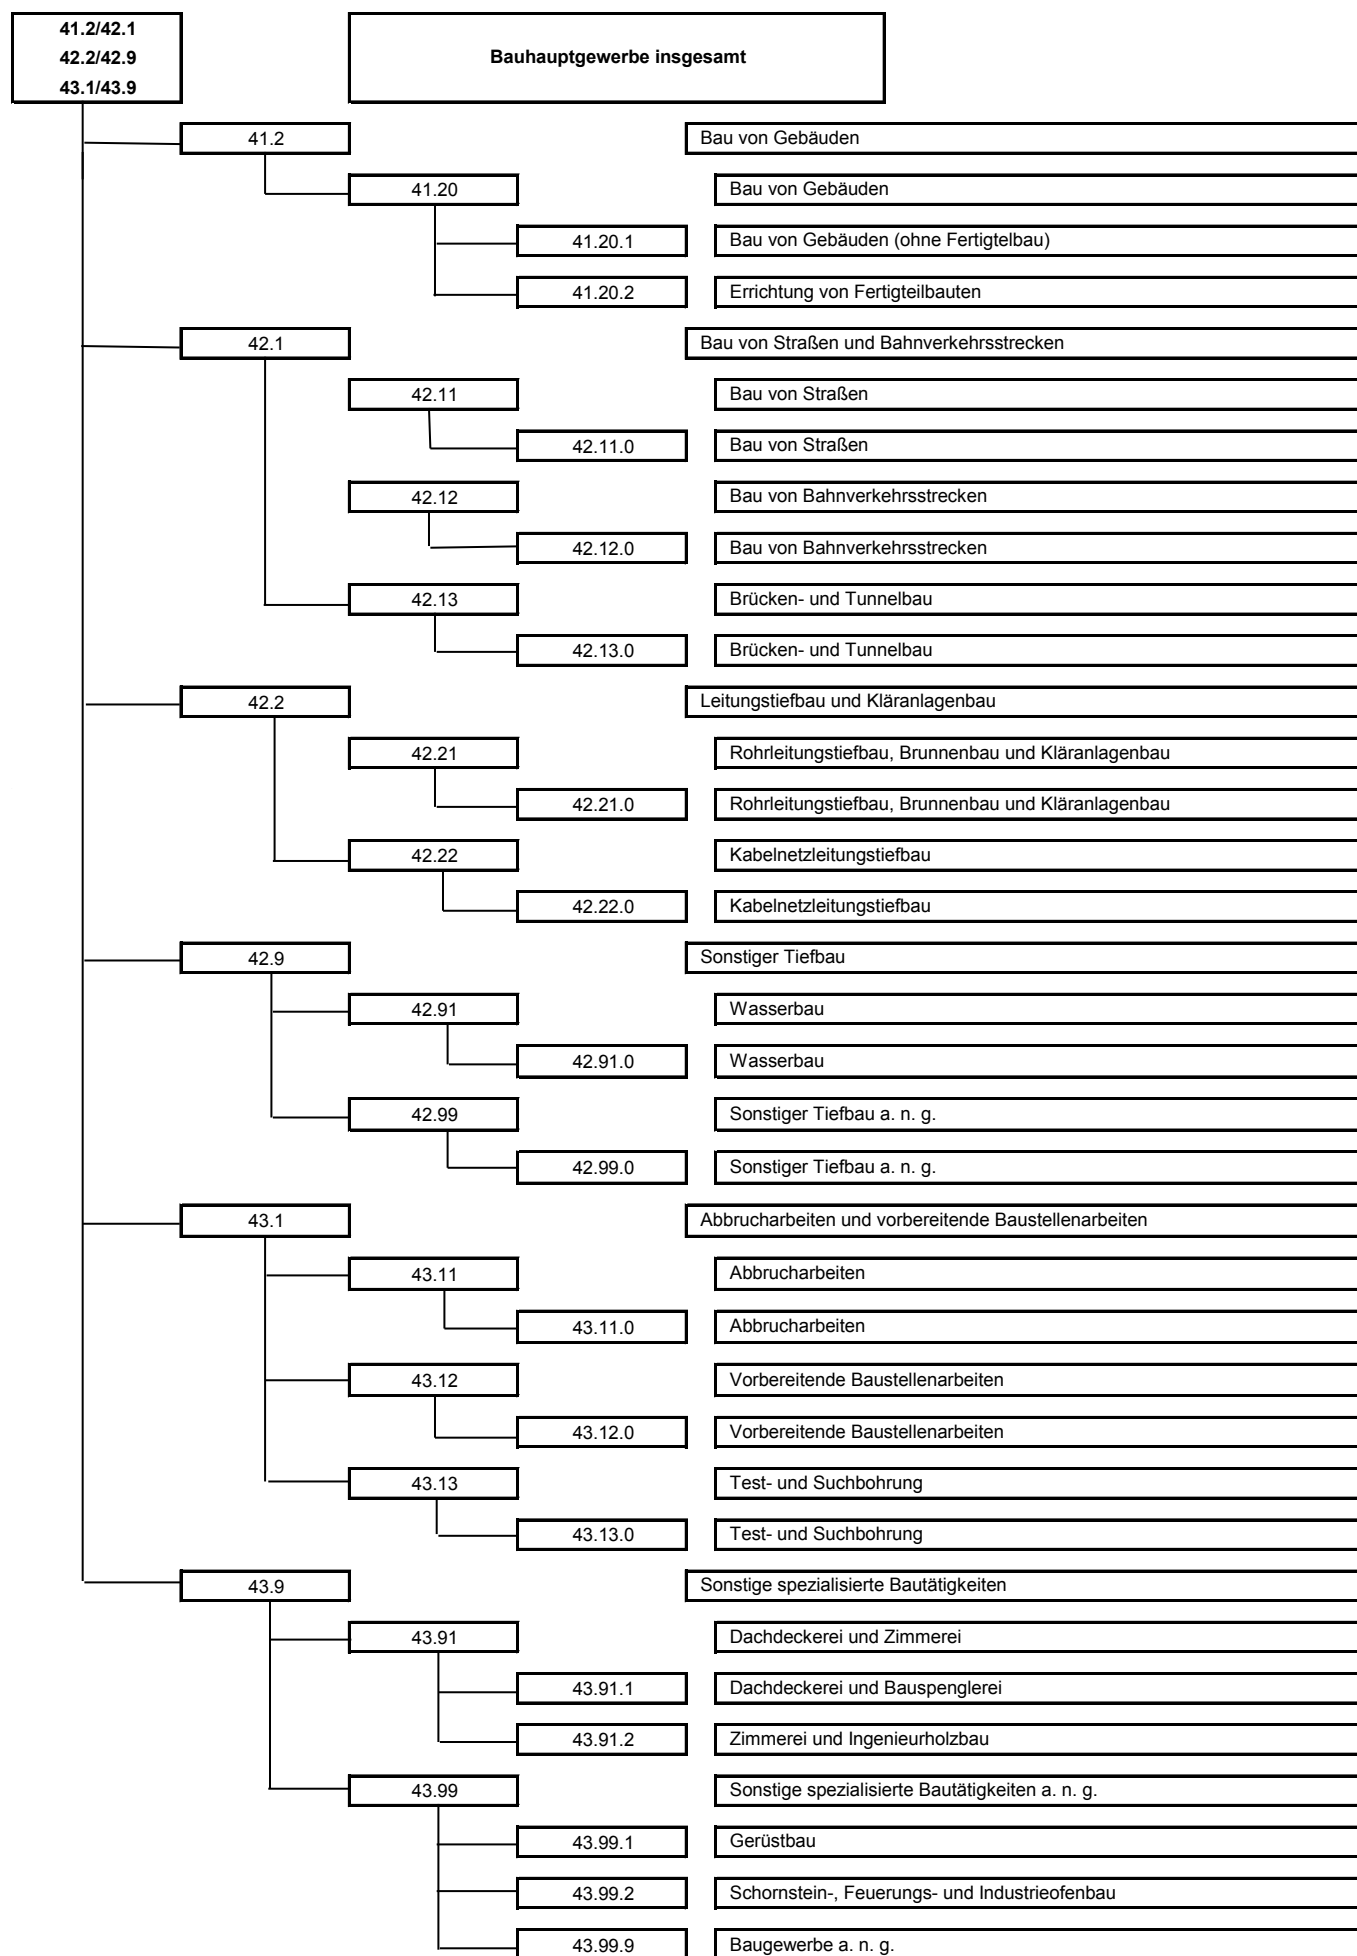 41.2/42.1
42.2/42.9
43.1/43.9
Bauhauptgewerbe insgesamt
41.2 Bau von Gebäuden
41.20 Bau von Gebäuden
41.20.1 Bau von Gebäuden (ohne Fertigtelbau)
41.20.2 Errichtung von Fertigteilbauten
42.1 Bau von Straßen und Bahnverkehrsstrecken
42.11 Bau von Straßen
42.11.0 Bau von Straßen
42.12 Bau von Bahnverkehrsstrecken
42.12.0 Bau von Bahnverkehrsstrecken
42.13 Brücken- und Tunnelbau
42.13.0 Brücken- und Tunnelbau
42.2 Leitungstiefbau und Kläranlagenbau
42.21 Rohrleitungstiefbau, Brunnenbau und Kläranlagenbau
42.21.0 Rohrleitungstiefbau, Brunnenbau und Kläranlagenbau
42.22 Kabelnetzleitungstiefbau
42.22.0 Kabelnetzleitungstiefbau
42.9 Sonstiger Tiefbau
42.91 Wasserbau
42.91.0 Wasserbau
42.99 Sonstiger Tiefbau a. n. g.
42.99.0 Sonstiger Tiefbau a. n. g.
43.1 Abbrucharbeiten und vorbereitende Baustellenarbeiten
43.11 Abbrucharbeiten
43.11.0 Abbrucharbeiten
43.12 Vorbereitende Baustellenarbeiten
43.12.0 Vorbereitende Baustellenarbeiten
43.13 Test- und Suchbohrung
43.13.0 Test- und Suchbohrung
43.9 Sonstige spezialisierte Bautätigkeiten
43.91 Dachdeckerei und Zimmerei
43.91.1 Dachdeckerei und Bauspenglerei
43.91.2 Zimmerei und Ingenieurholzbau
43.99 Sonstige spezialisierte Bautätigkeiten a. n. g.
43.99.1 Gerüstbau
43.99.2 Schornstein-, Feuerungs- und Industrieofenbau
43.99.9 Baugewerbe a. n. g.